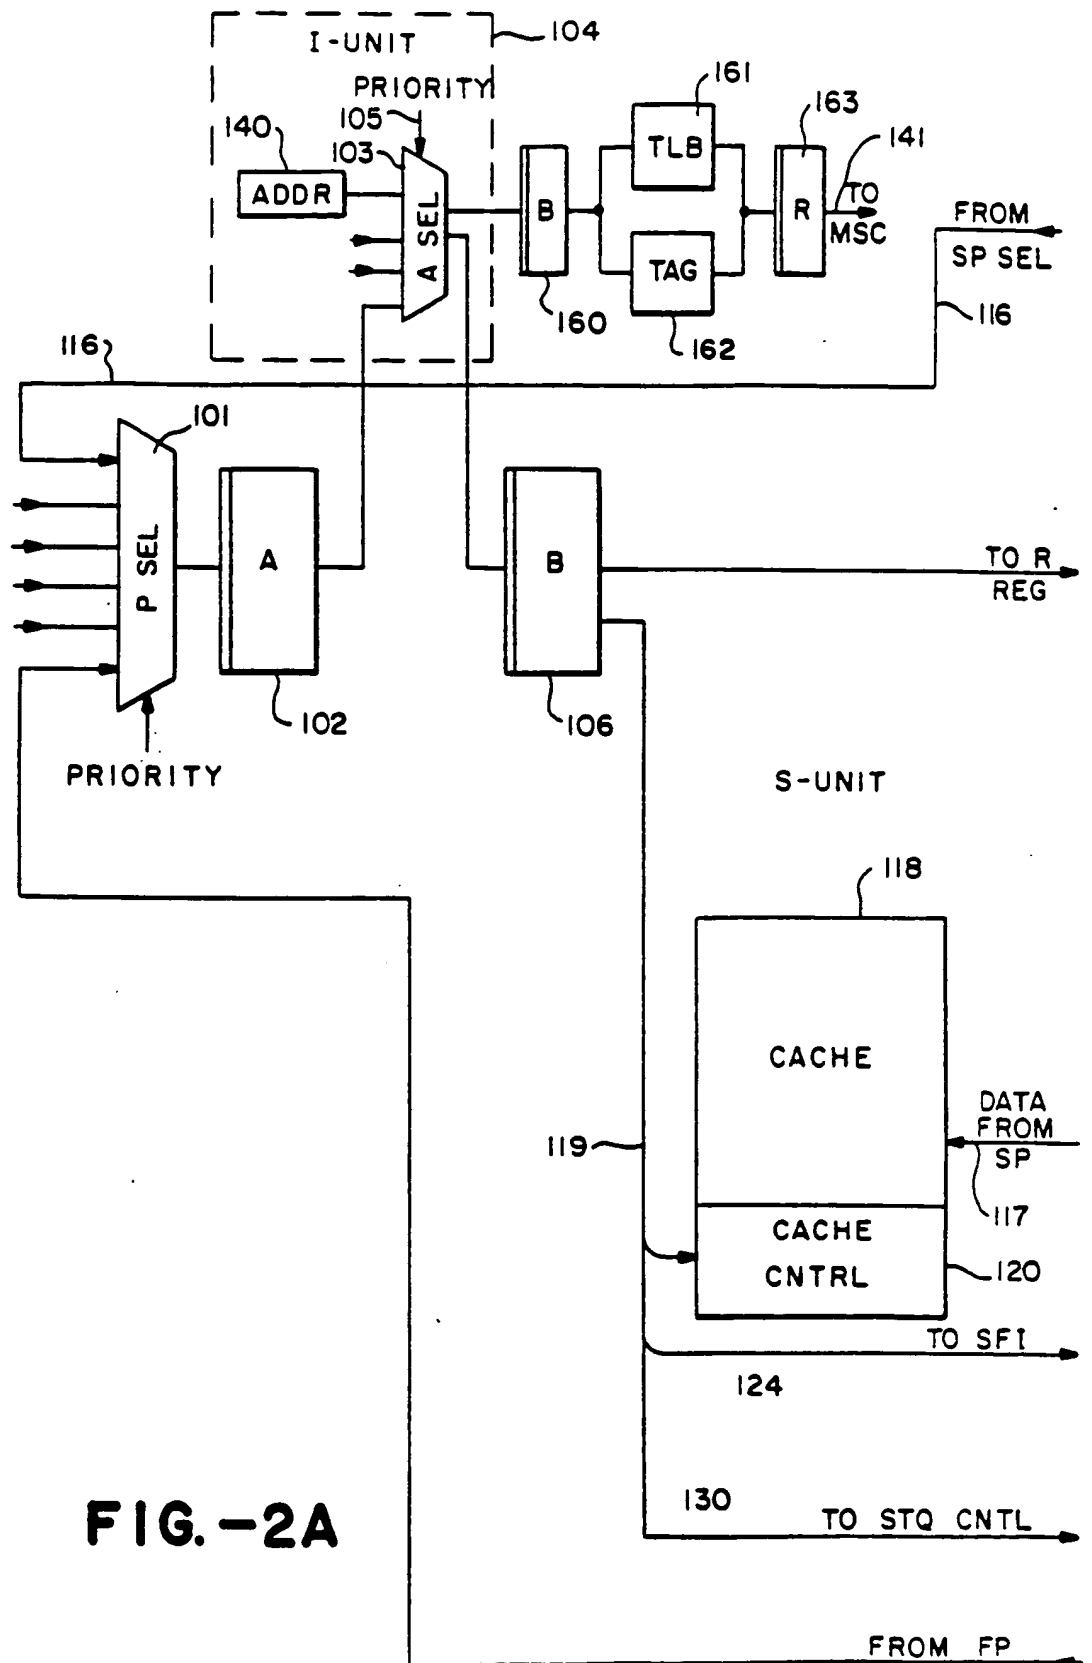 I-UNIT
104
PRIORITY
105
140
103
ADDR
A SEL
B
160
161
TLB
TAG
162
163
R
141
TO
MSC
FROM
SP SEL
116
116
101
P SEL
PRIORITY
A
102
B
106
TO R
REG
S-UNIT
118
CACHE
DATA
FROM
SP
117
119
CACHE
CNTRL
120
TO SFI
124
130
TO STQ CNTL
FIG.-2A
FROM FP